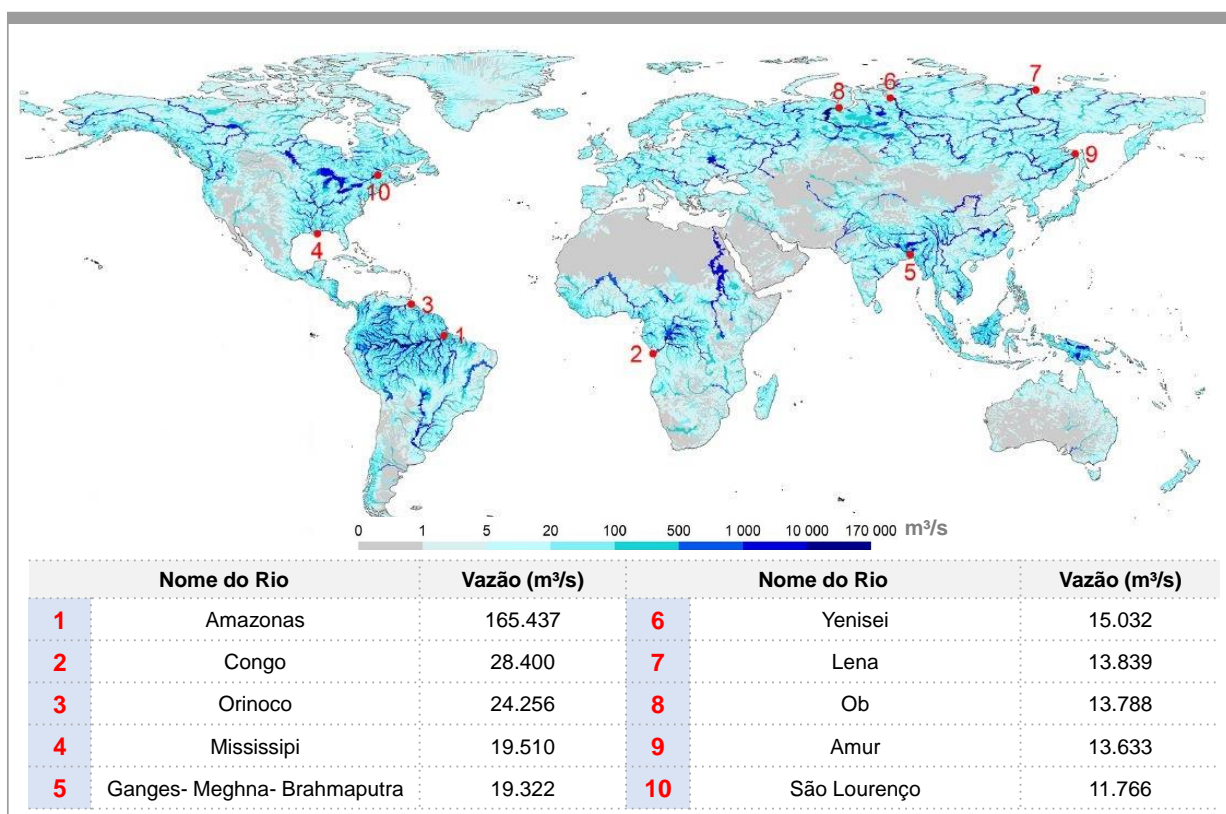 7
6
8
9
10
4
5
3
1
2
0 1 5 20 100 500 1 000 10 000 170 000 m³/s
Nome do Rio Vazão (m³/s) Nome do Rio Vazão (m³/s)
1 Amazonas 165.437 6 Yenisei 15.032
2 Congo 28.400 7 Lena 13.839
3 Orinoco 24.256 8 Ob 13.788
4 Mississipi 19.510 9 Amur 13.633
5 Ganges- Meghna- Brahmaputra 19.322 10 São Lourenço 11.766